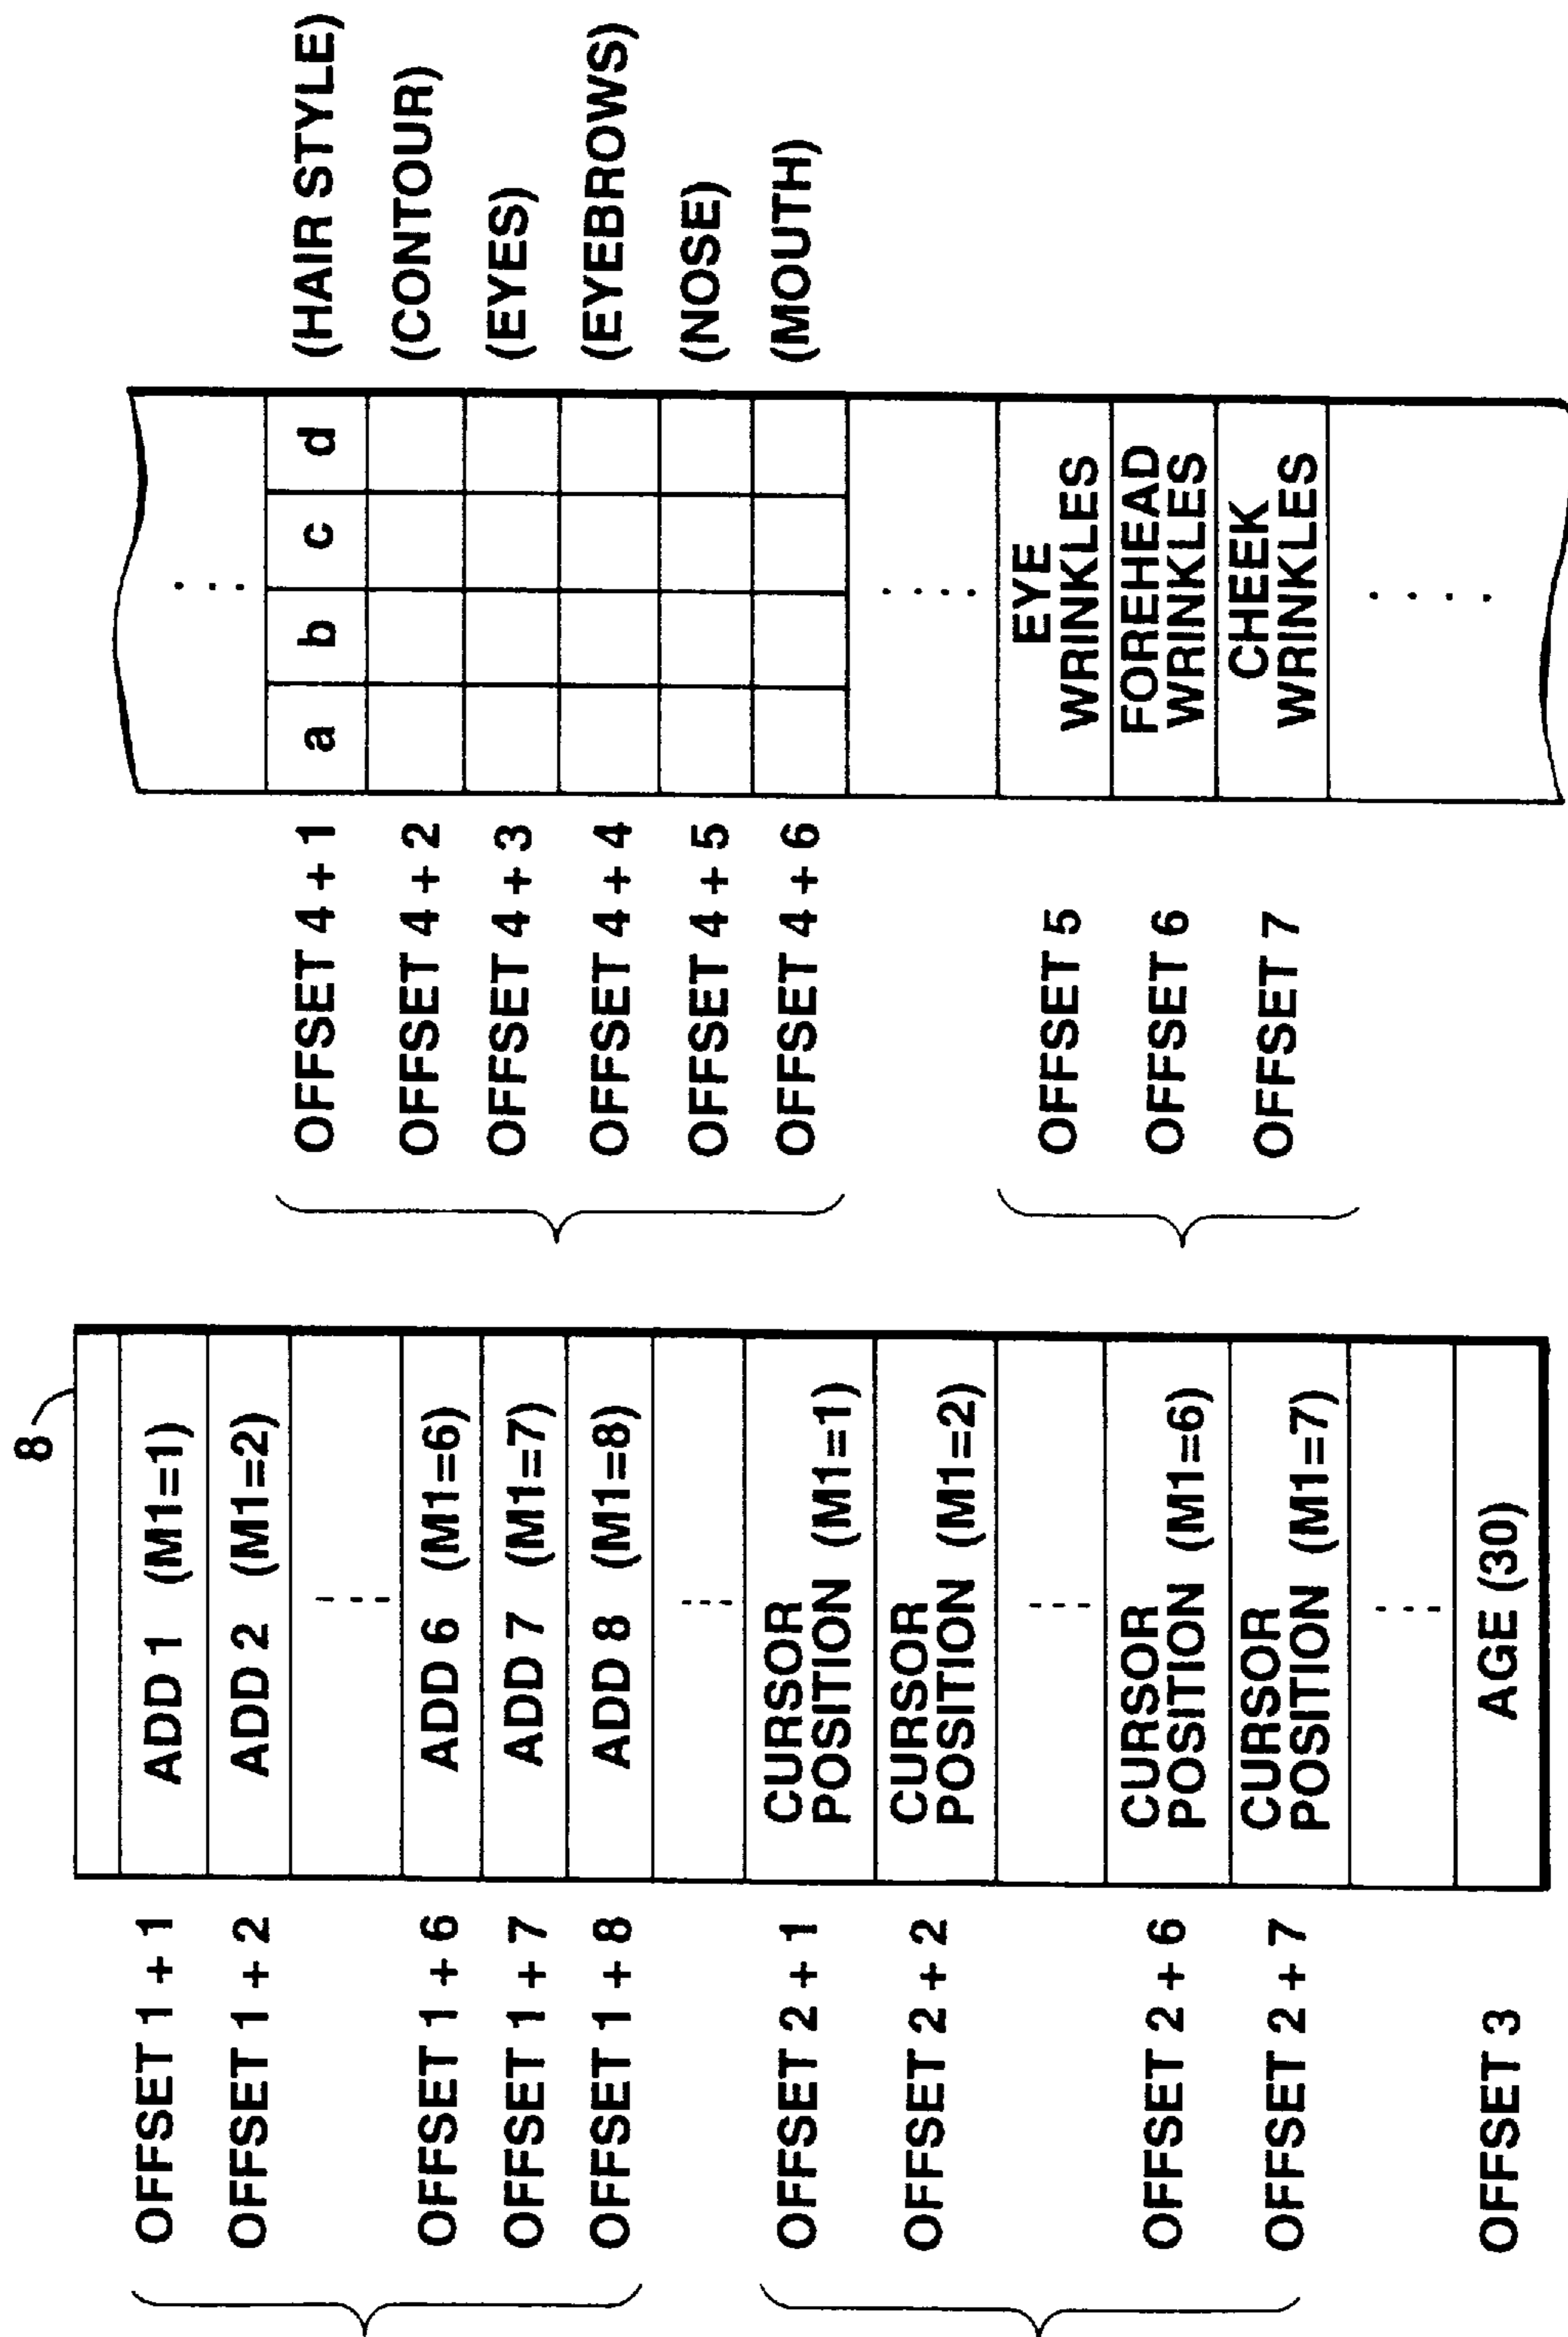 8
OFFSET 1 + 1 ADD 1 (M1=1)
OFFSET 1 + 2 ADD 2 (M1=2)
OFFSET 1 + 6 ADD 6 (M1=6)
OFFSET 1 + 7 ADD 7 (M1=7)
OFFSET 1 + 8 ADD 8 (M1=8)
CURSOR
OFFSET 2 + 1 POSITION (M1=1)
CURSOR
OFFSET 2 + 2 POSITION (M1=2)
CURSOR
OFFSET 2 + 6 POSITION (M1=6)
CURSOR
OFFSET 2 + 7 POSITION (M1=7)
OFFSET 3 AGE (30)
OFFSET 4 + 1 a b c d (HAIR STYLE)
OFFSET 4 + 2 (CONTOUR)
OFFSET 4 + 3 (EYES)
OFFSET 4 + 4 (EYEBROWS)
OFFSET 4 + 5 (NOSE)
OFFSET 4 + 6 (MOUTH)
EYE
OFFSET 5 WRINKLES
FOREHEAD
OFFSET 6 WRINKLES
CHEEK
OFFSET 7 WRINKLES